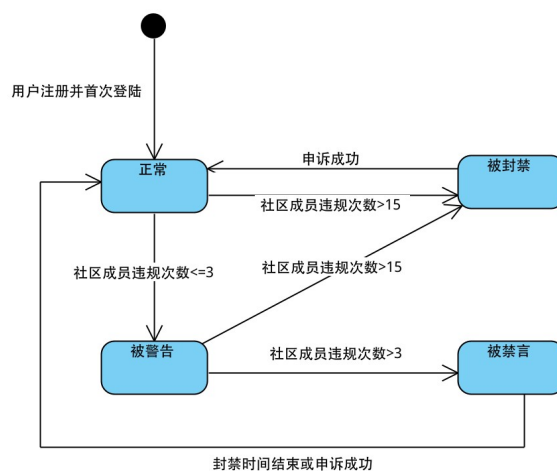 用户注册并首次登陆
正常
申诉成功
被封禁
社区成员违规次数>15
社区成员违规次数<=3
社区成员违规次数>15
被警告
社区成员违规次数>3
被禁言
封禁时间结束或申诉成功